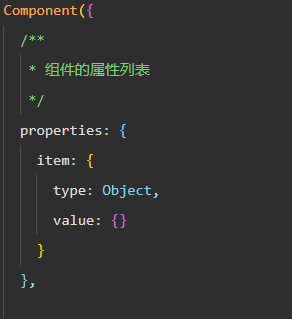 Component({
/**
* 组件的属性列表
*/
properties: {
item: {
type: Object,
value: {}
}
},